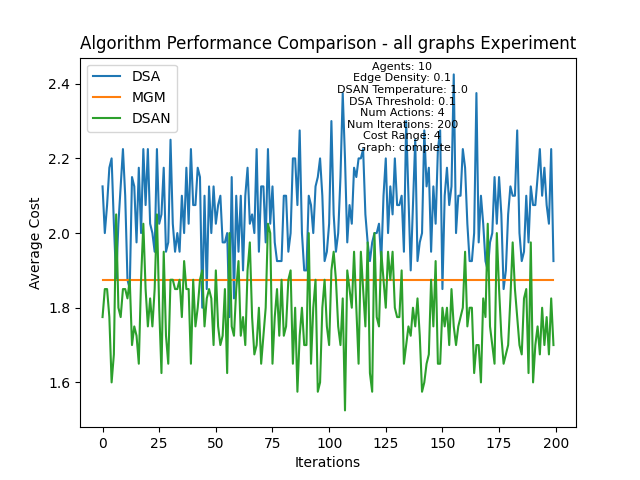 Algorithm Performance Comparison - all graphs Experiment
DSA
MGM
DSAN
Agents: 10
Edge Density: 0.1
DSAN Temperature: 1.0
DSA Threshold: 0.1
Num Actions: 4
Num Iterations: 200
Cost Range: 4
Graph: complete
Average Cost
2.4
2.2
2.0
1.8
1.6
0 25 50 75 100 125 150 175 200
Iterations